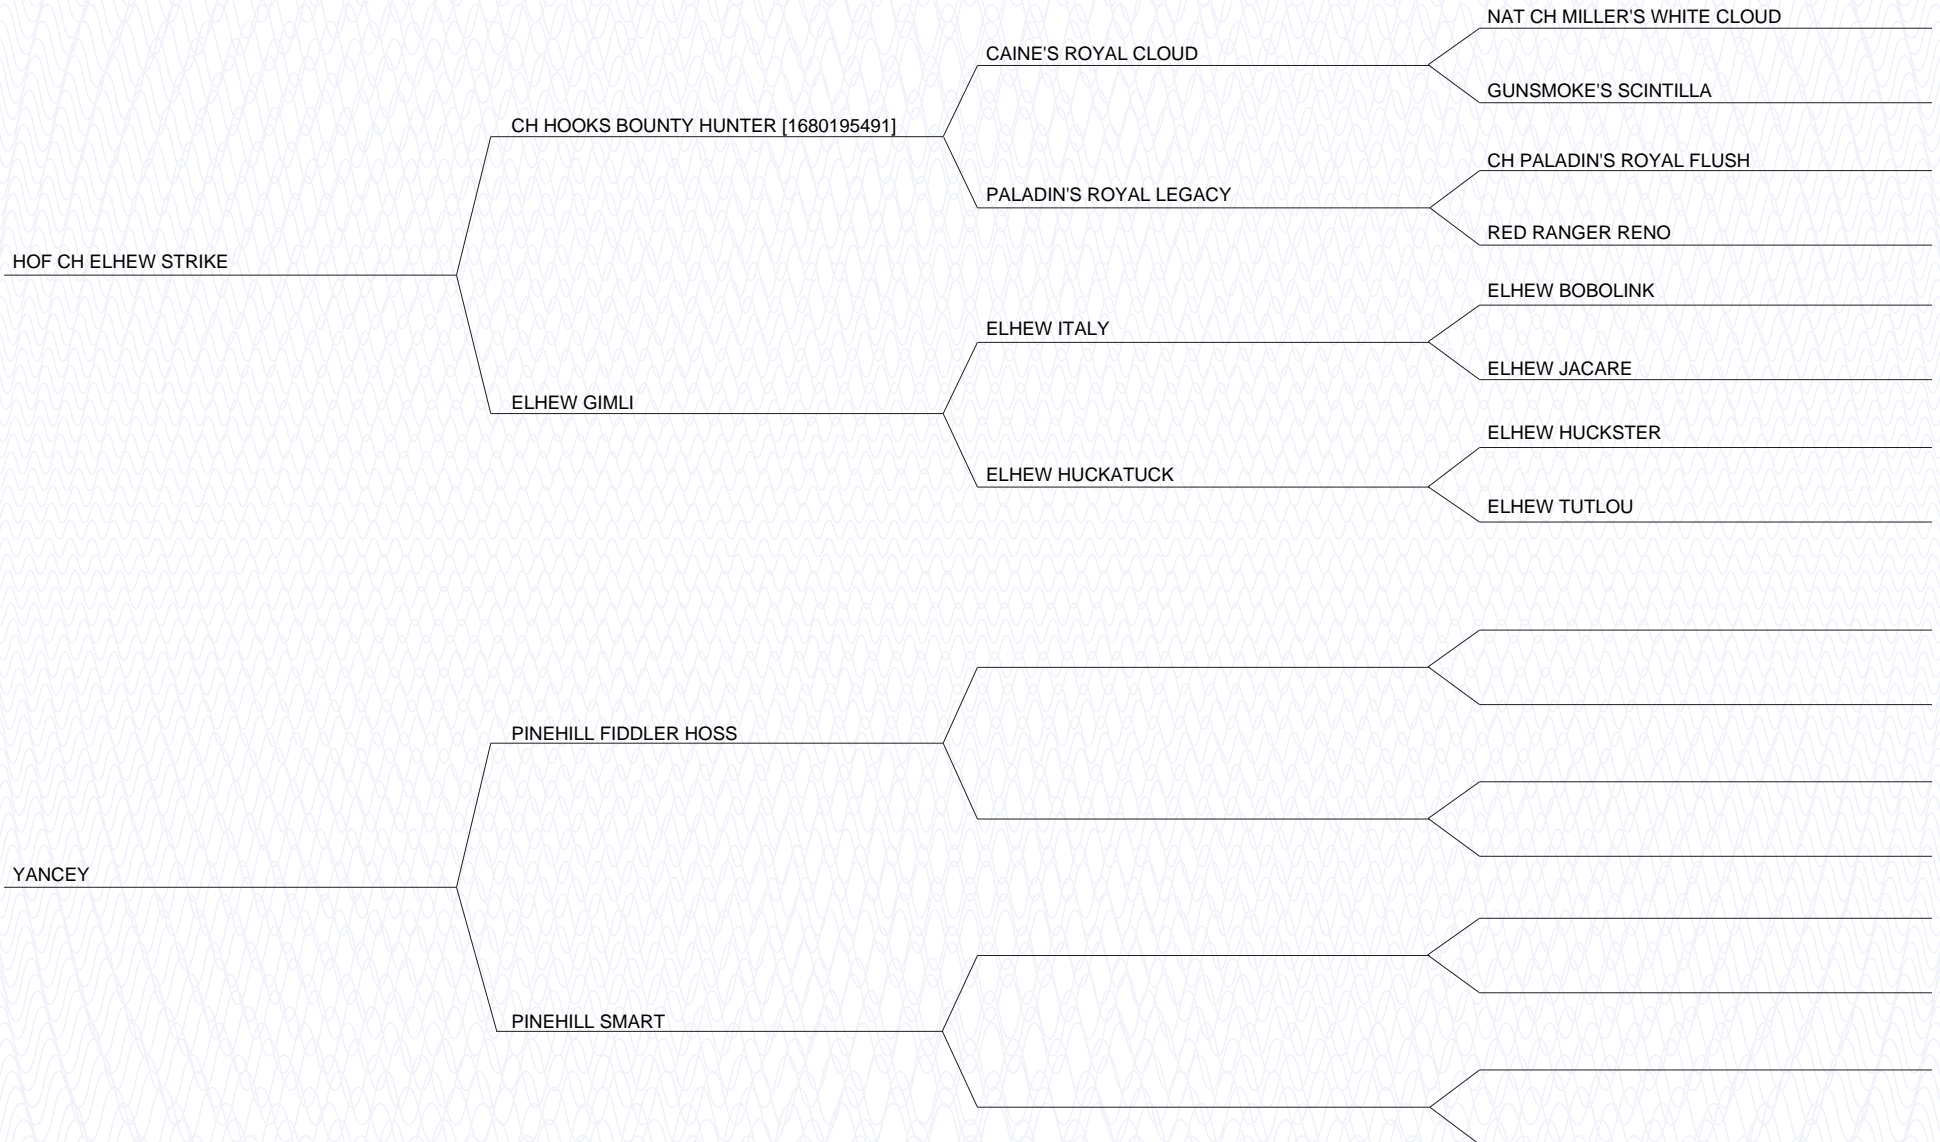 NAT CH MILLER'S WHITE CLOUD
CAINE'S ROYAL CLOUD
GUNSMOKE'S SCINTILLA
CH HOOKS BOUNTY HUNTER [1680195491]
CH PALADIN'S ROYAL FLUSH
PALADIN'S ROYAL LEGACY
RED RANGER RENO
HOF CH ELHEW STRIKE
ELHEW BOBOLINK
ELHEW ITALY
ELHEW JACARE
ELHEW GIMLI
ELHEW HUCKSTER
ELHEW HUCKATUCK
ELHEW TUTLOU
PINEHILL FIDDLER HOSS
YANCEY
PINEHILL SMART